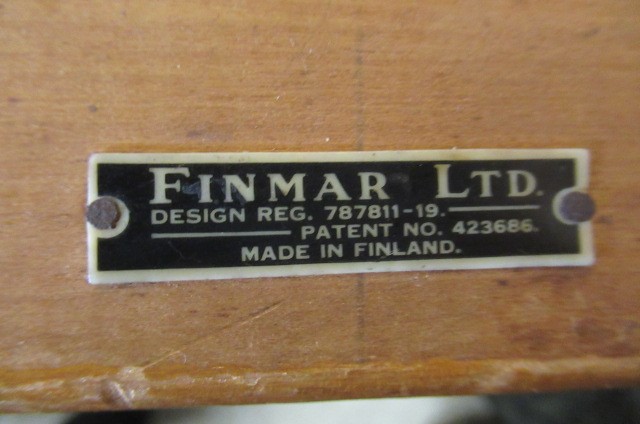 FINMAR LTD.
DESIGN REG. 787811-19.
PATENT NO. 423686.
MADE IN FINLAND.